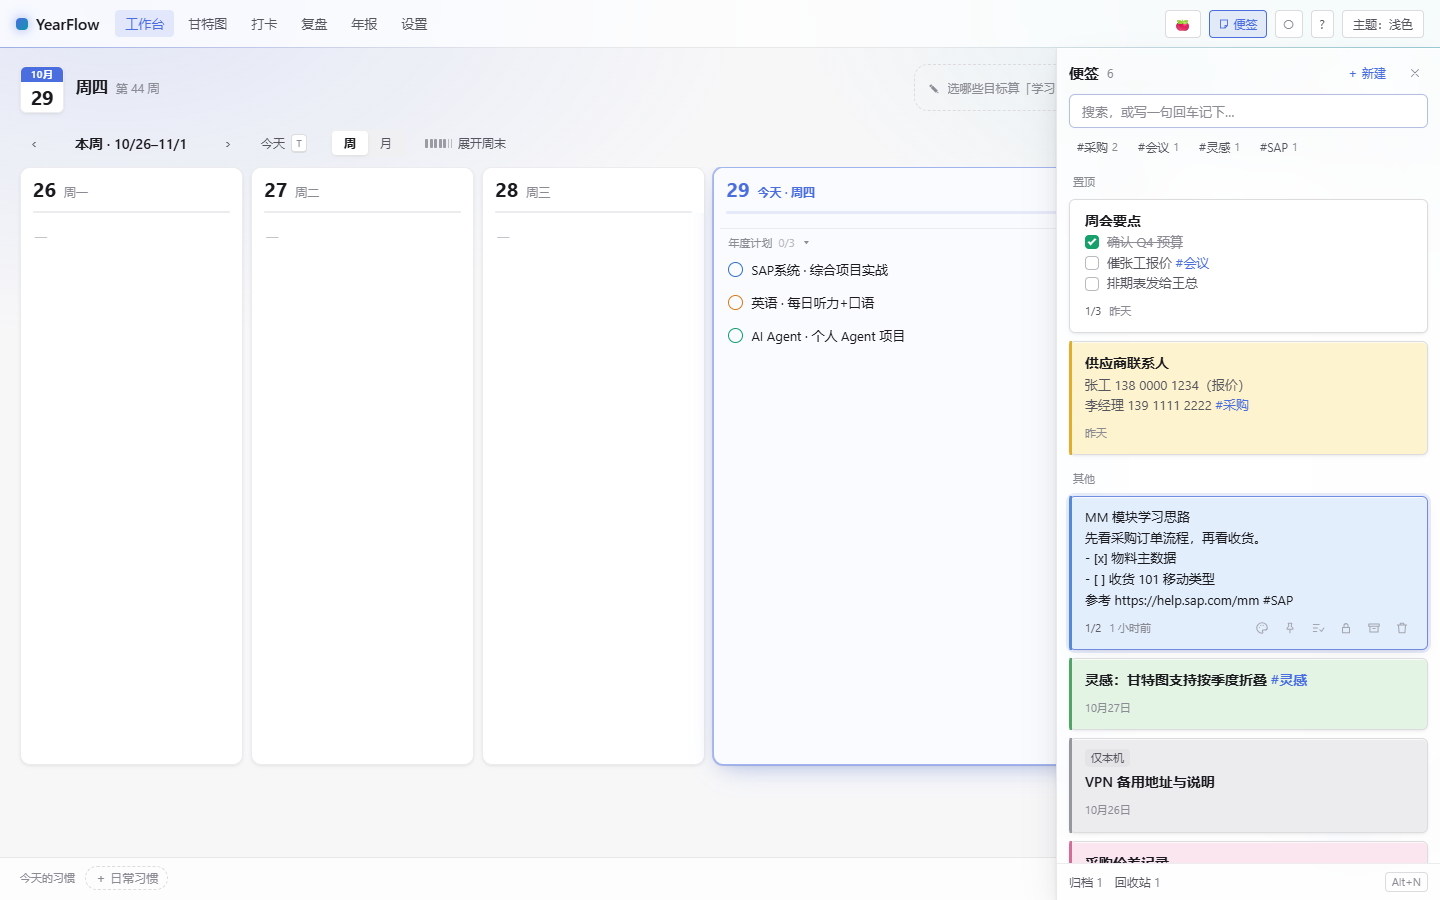 YearFlow 工作台 甘特图 打卡 复盘 年报 设置 便签 ? 主题：浅色
10月
29
周四 第 44 周
选哪些目标算「学习
‹ 本周 · 10/26–11/1 › 今天 T 周 月 展开周末
26 周一
—
27 周二
—
28 周三
—
29 今天 · 周四
年度计划 0/3
SAP系统 · 综合项目实战
英语 · 每日听力+口语
AI Agent · 个人 Agent 项目
今天的习惯 + 日常习惯
便签 6 + 新建
搜索，或写一句回车记下...
#采购 2 #会议 1 #灵感 1 #SAP 1
置顶
周会要点
确认 Q4 预算
催张工报价 #会议
排期表发给王总
1/3 昨天
供应商联系人
张工 138 0000 1234（报价）
李经理 139 1111 2222 #采购
昨天
其他
MM 模块学习思路
先看采购订单流程，再看收货。
- [x] 物料主数据
- [ ] 收货 101 移动类型
参考 https://help.sap.com/mm #SAP
1/2 1 小时前
灵感：甘特图支持按季度折叠 #灵感
10月27日
仅本机
VPN 备用地址与说明
10月26日
采购价差记录
归档 1 回收站 1 Alt+N